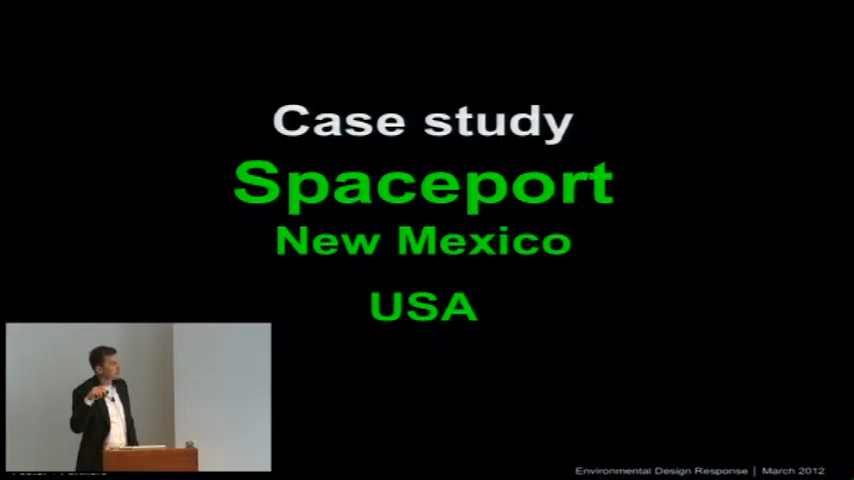 Case study
Spaceport
New Mexico
USA
Environmental Design Response | March 2012